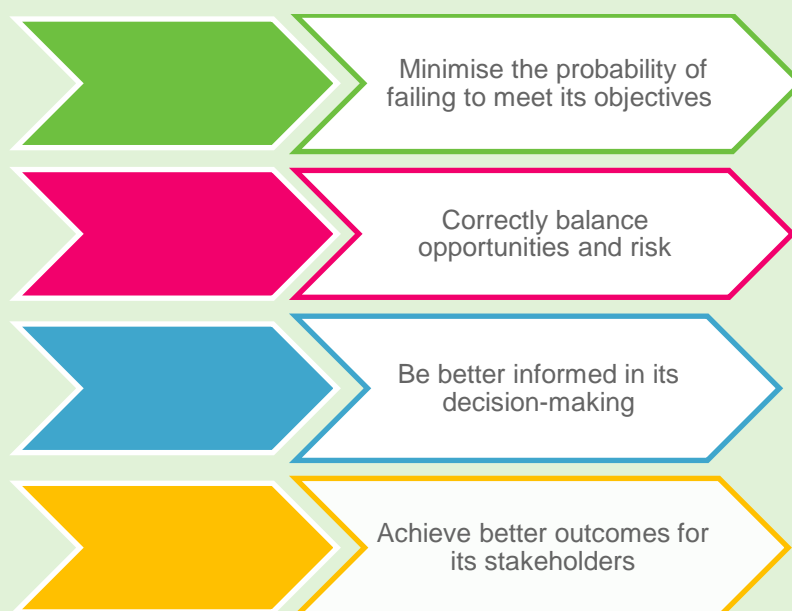 Minimise the probability of
failing to meet its objectives
Correctly balance
opportunities and risk
Be better informed in its
decision-making
Achieve better outcomes for
its stakeholders